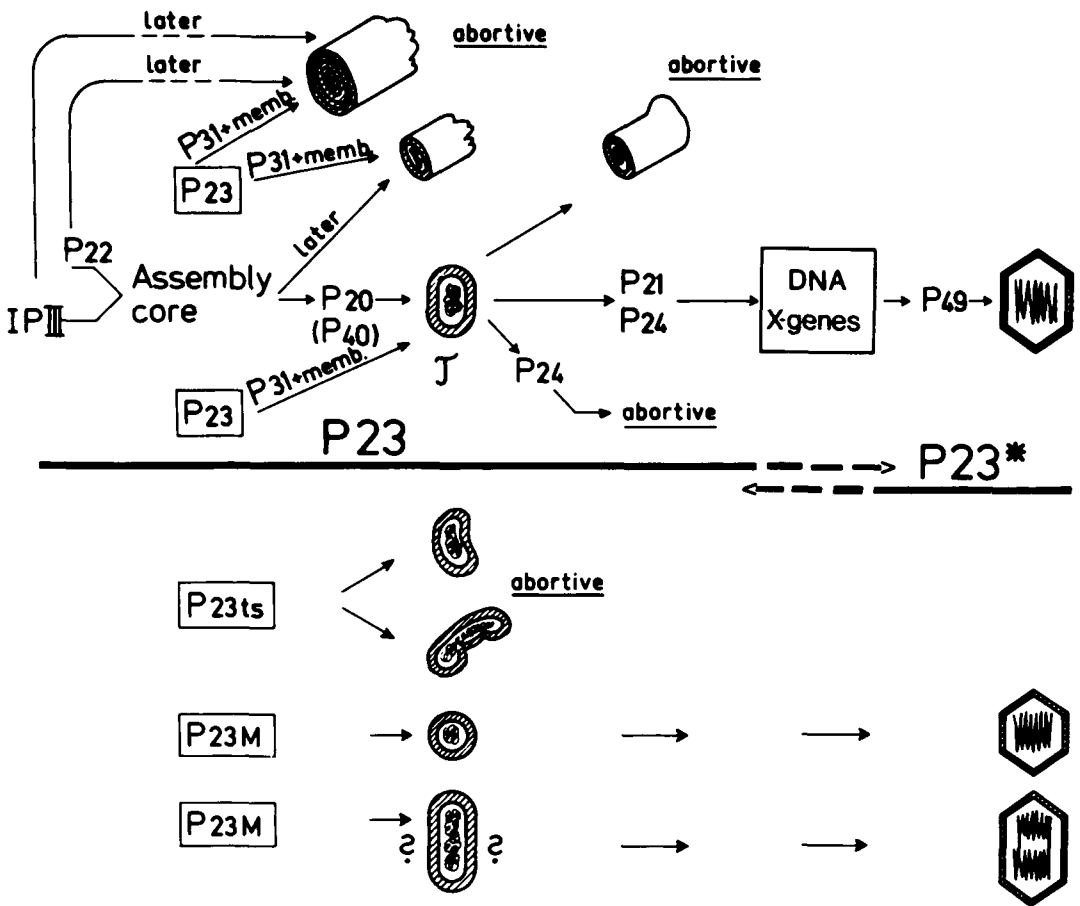 later
abortive
later
abortive
P31+memb.
P31+memb.
P23
later
P22
Assembly
core
IPIII
P20
(P40)
P21
P24
DNA
X-genes
P49
P31+memb.
P23
τ
P24
abortive
P23
P23*
P23ts
abortive
P23M
P23M
? ?